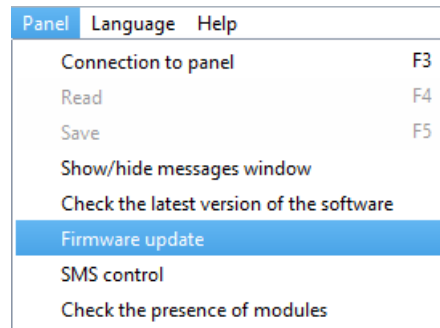 Panel Language Help
Connection to panel F3
Read F4
Save F5
Show/hide messages window
Check the latest version of the software
Firmware update
SMS control
Check the presence of modules